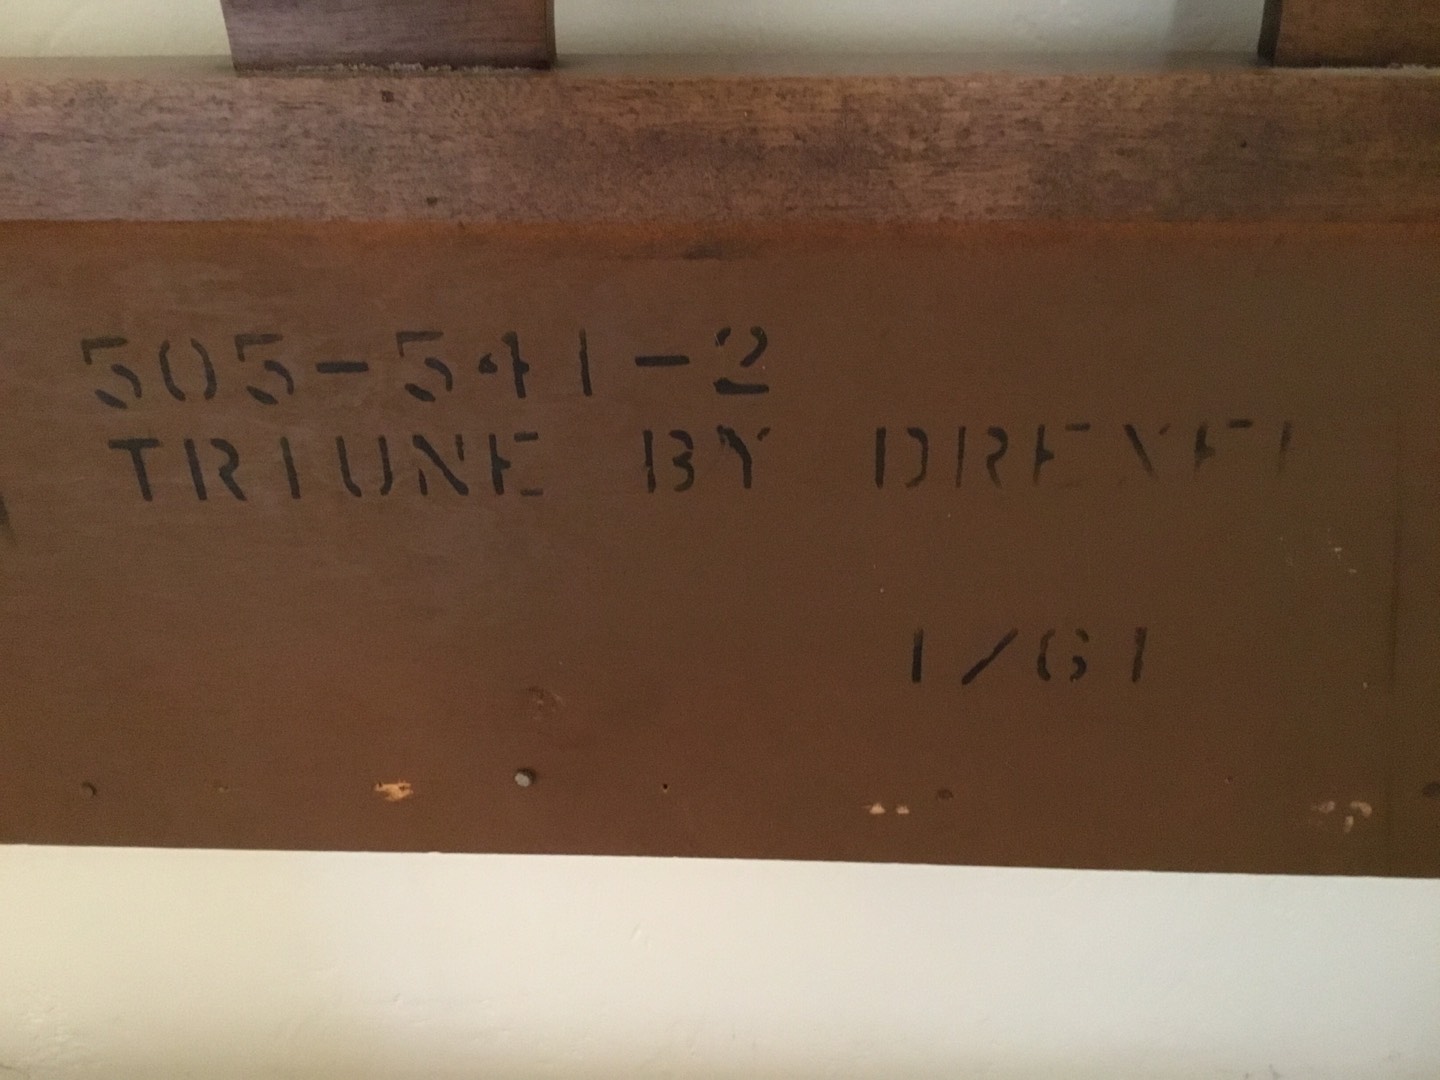 505-541-2
TRIUNE BY DREXEL
1/61